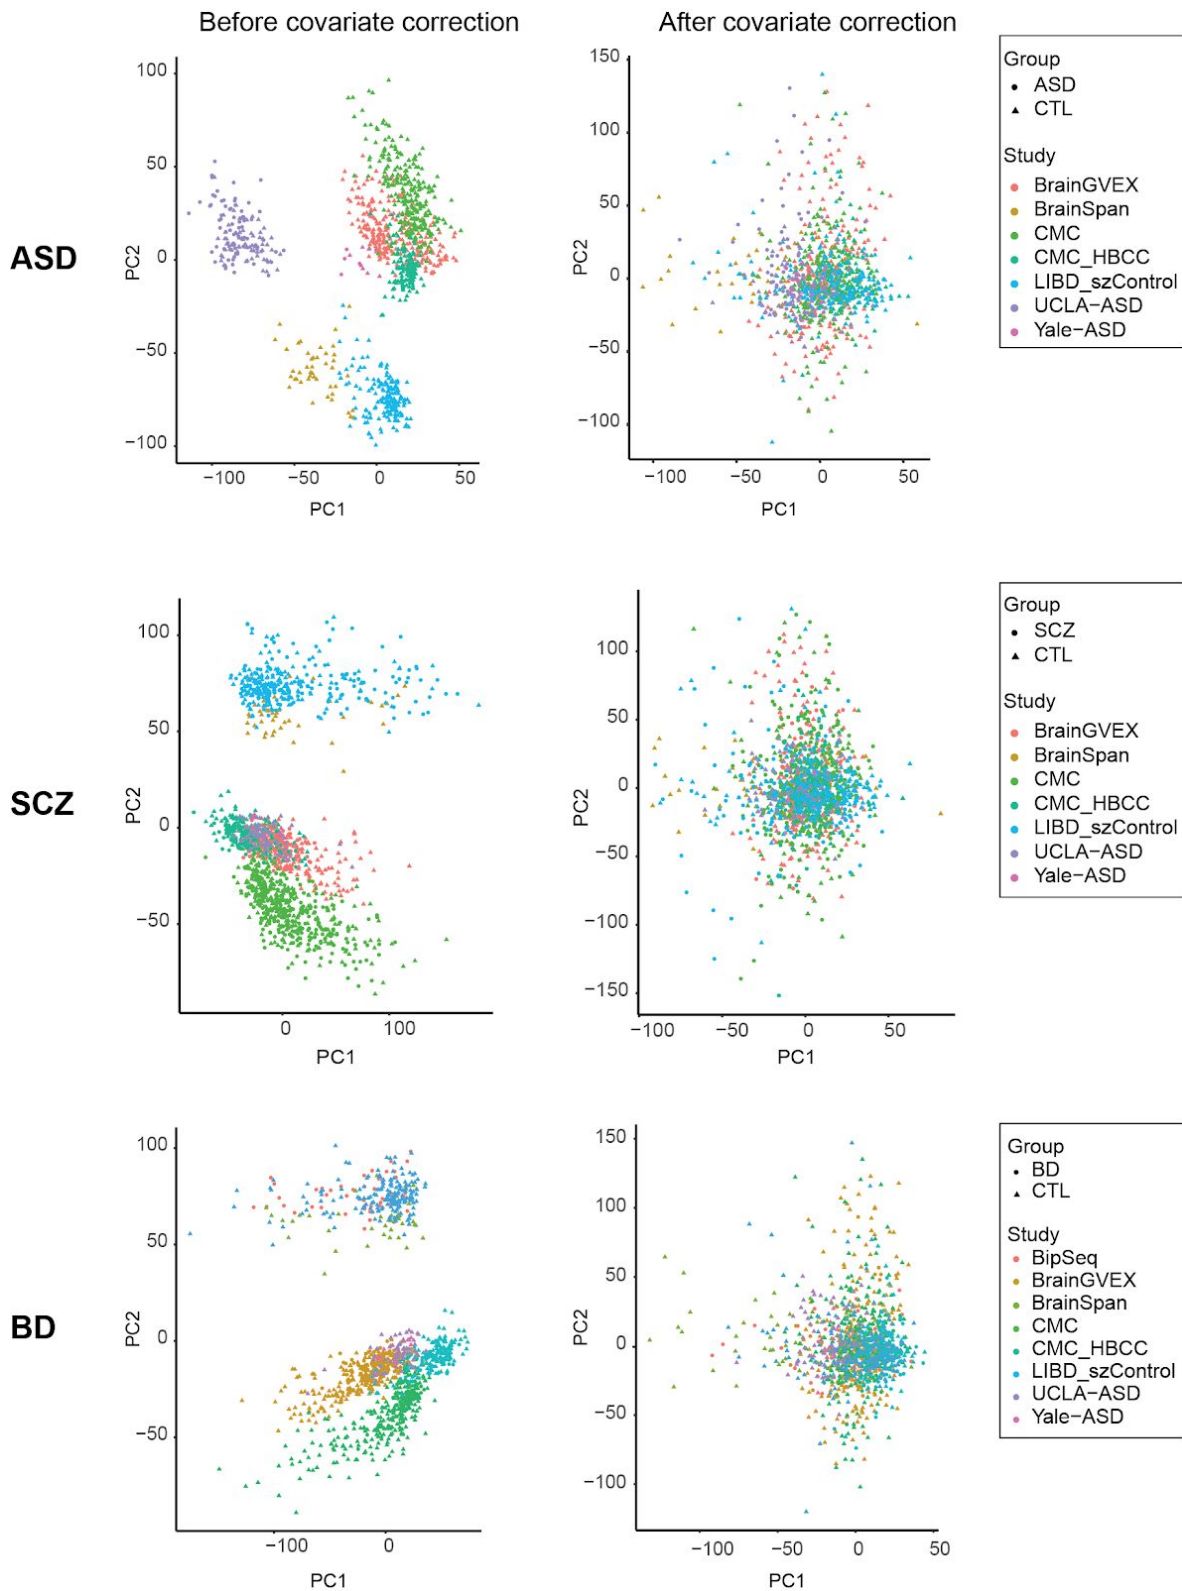 Before covariate correction
After covariate correction
ASD
PC2
100
50
0
−50
−100
−100
−50
0
50
PC1
PC2
150
100
50
0
−50
−100
−100
−50
0
50
PC1
Group
ASD
CTL
Study
BrainGVEX
BrainSpan
CMC
CMC_HBCC
LIBD_szControl
UCLA−ASD
Yale−ASD
SCZ
PC2
100
50
0
−50
0
100
PC1
PC2
100
50
0
−50
−100
−150
−100
−50
0
50
PC1
Group
SCZ
CTL
Study
BrainGVEX
BrainSpan
CMC
CMC_HBCC
LIBD_szControl
UCLA−ASD
Yale−ASD
BD
PC2
100
50
0
−50
−100
0
PC1
PC2
150
100
50
0
−50
−100
−100
−50
0
50
PC1
Group
BD
CTL
Study
BipSeq
BrainGVEX
BrainSpan
CMC
CMC_HBCC
LIBD_szControl
UCLA−ASD
Yale−ASD